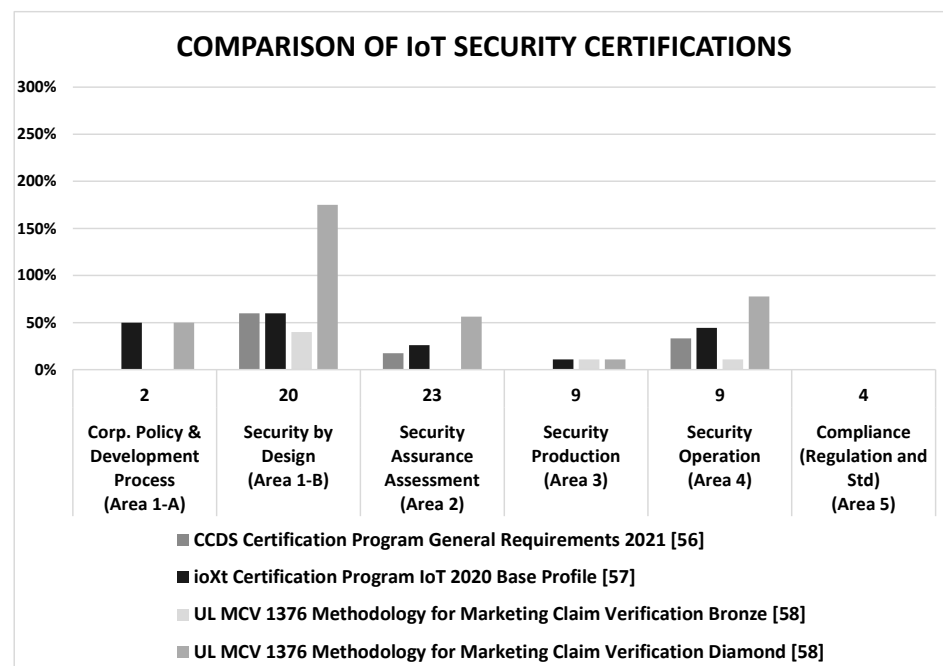 COMPARISON OF IoT SECURITY CERTIFICATIONS
300%
250%
200%
150%
100%
50%
0%
2
Corp. Policy &
Development
Process
(Area 1-A)
20
Security by
Design
(Area 1-B)
23
Security
Assurance
Assessment
(Area 2)
9
Security
Production
(Area 3)
9
Security
Operation
(Area 4)
4
Compliance
(Regulation and
Std)
(Area 5)
CCDS Certification Program General Requirements 2021 [56]
ioXt Certification Program IoT 2020 Base Profile [57]
UL MCV 1376 Methodology for Marketing Claim Verification Bronze [58]
UL MCV 1376 Methodology for Marketing Claim Verification Diamond [58]